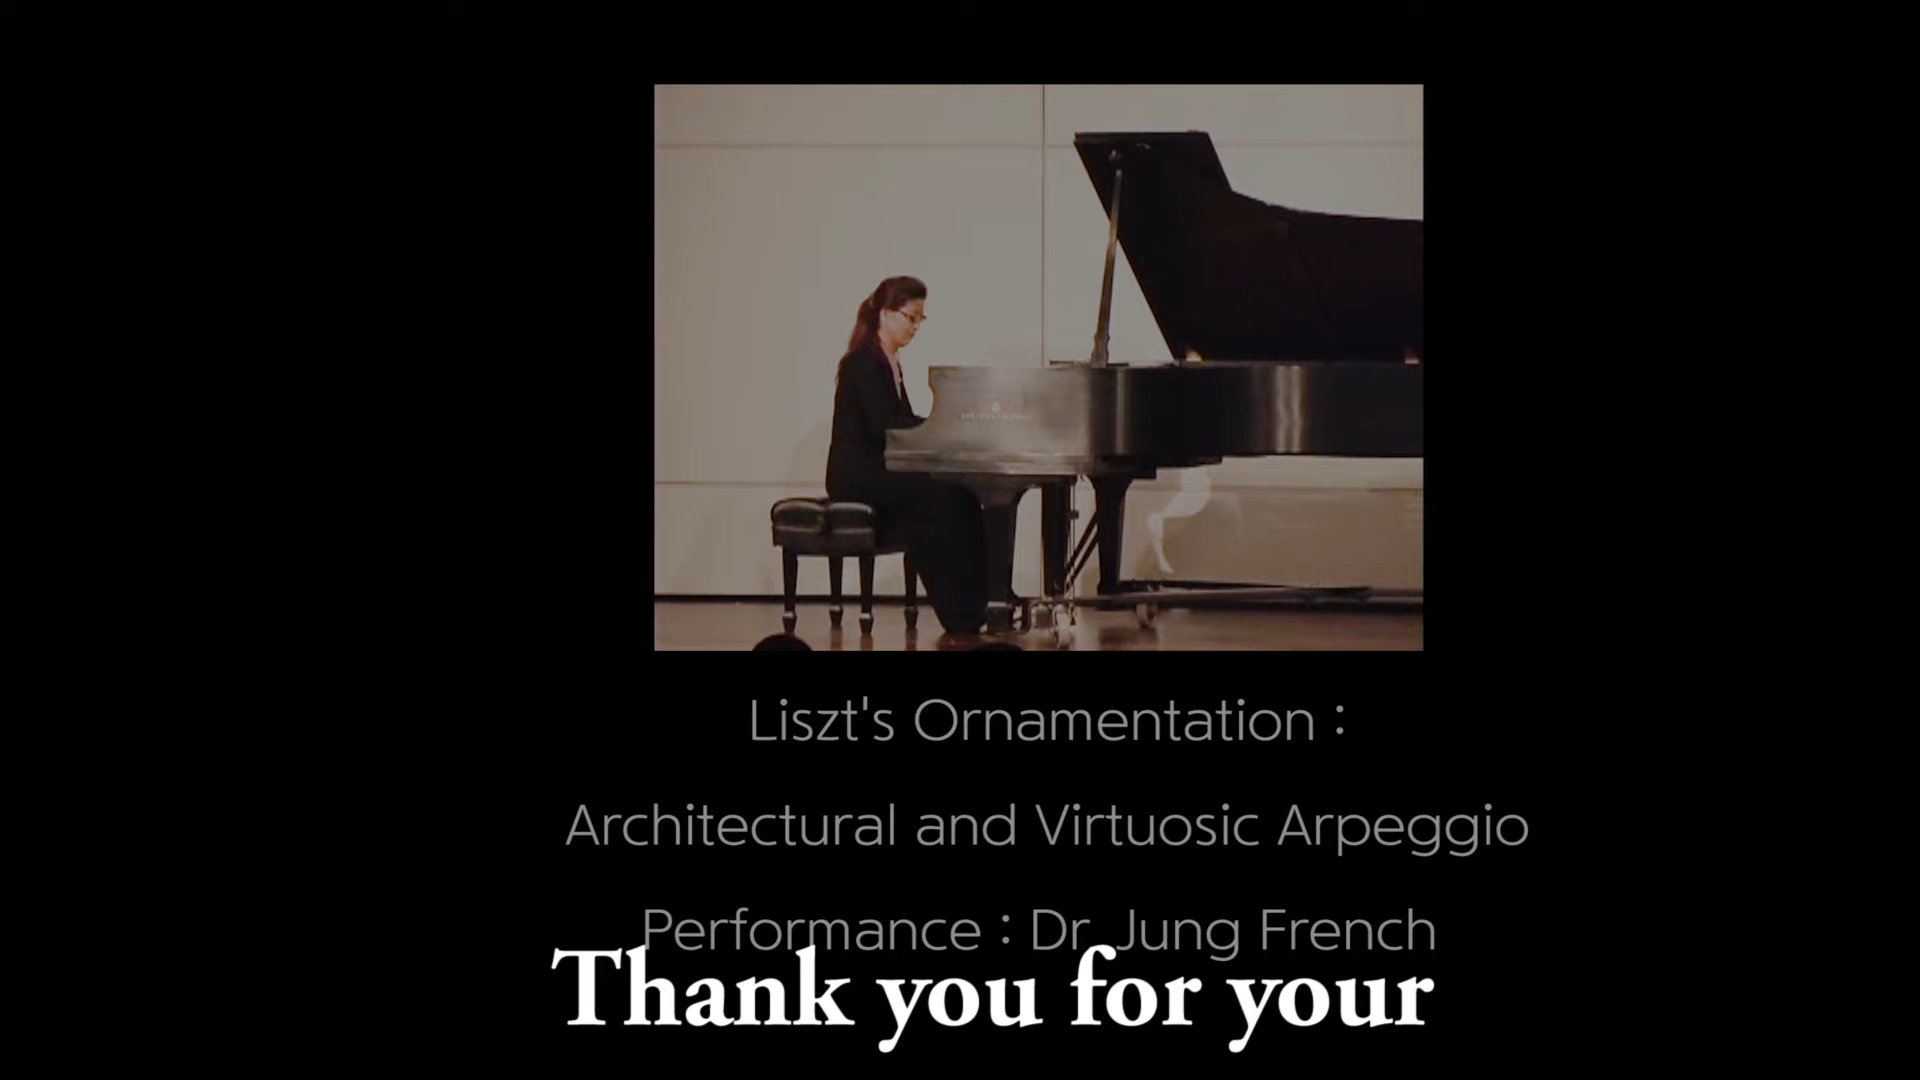 Liszt's Ornamentation :
Architectural and Virtuosic Arpeggio
Performance : Dr. Jung French
Thank you for your